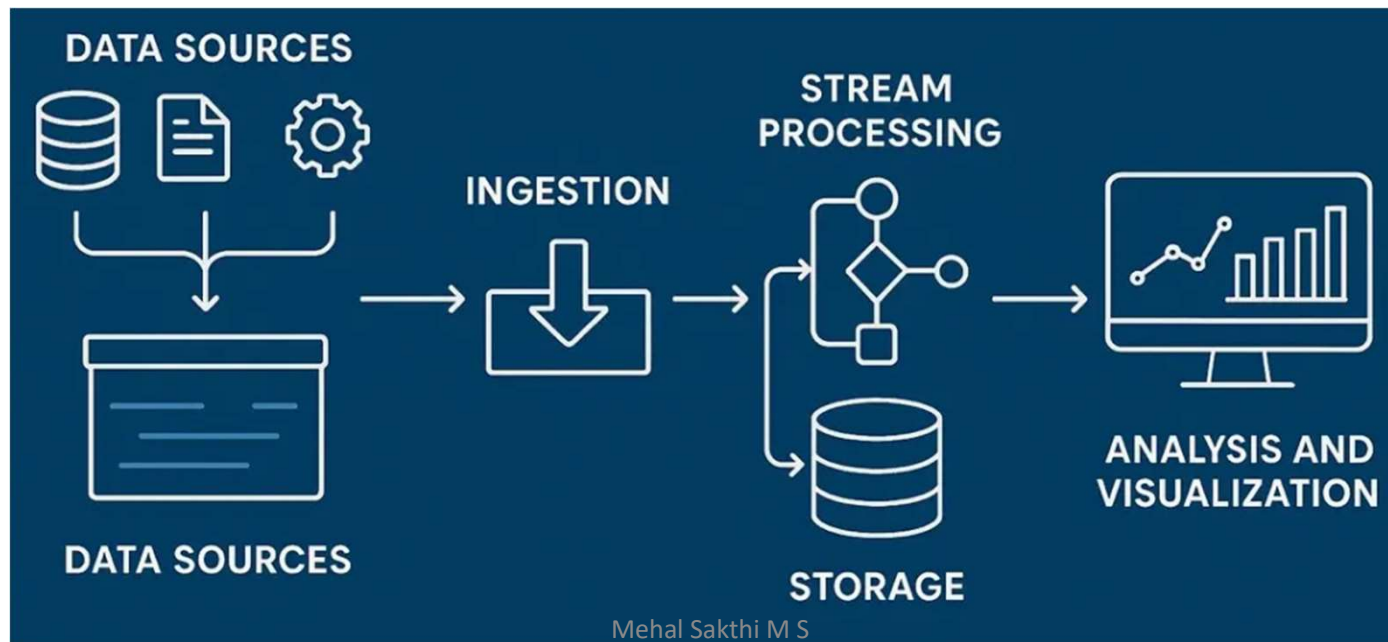 DATA SOURCES
DATA SOURCES
INGESTION
STREAM
PROCESSING
STORAGE
ANALYSIS AND
VISUALIZATION
Mehal Sakthi M S